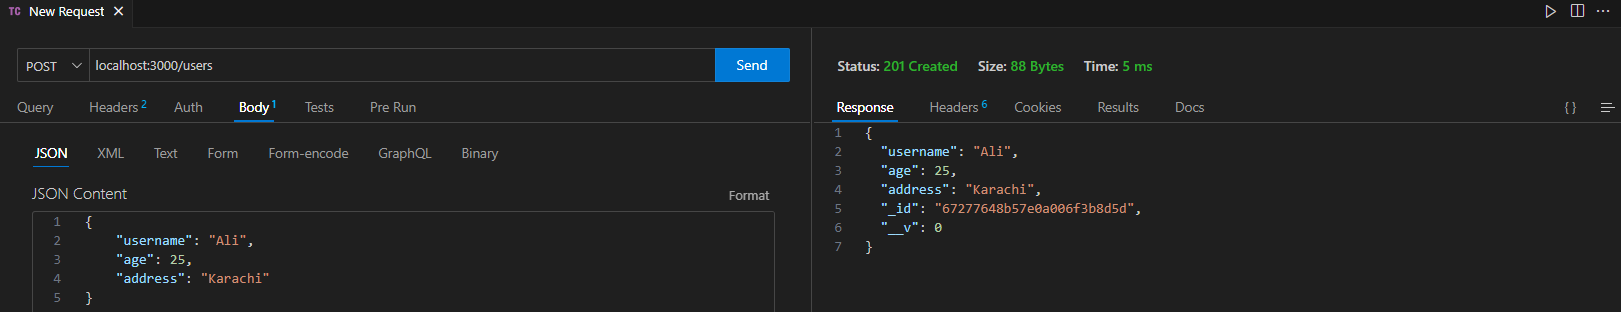 TC New Request
POST localhost:3000/users Send
Query Headers 2 Auth Body 1 Tests Pre Run
JSON XML Text Form Form-encode GraphQL Binary
JSON Content Format
1 {
2 "username": "Ali",
3 "age": 25,
4 "address": "Karachi"
5 }
Status: 201 Created Size: 88 Bytes Time: 5 ms
Response Headers 6 Cookies Results Docs { }
1 {
2 "username": "Ali",
3 "age": 25,
4 "address": "Karachi",
5 "_id": "67277648b57e0a006f3b8d5d",
6 "__v": 0
7 }